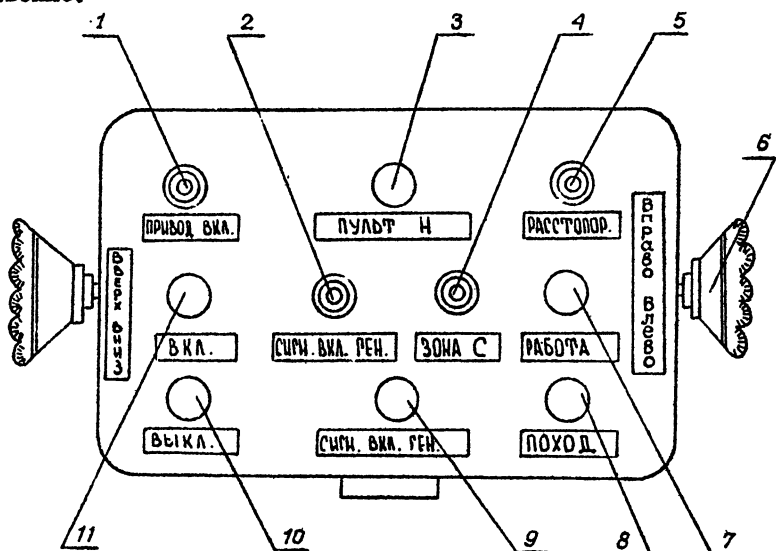 1 2 3 4 5
6
ПРИВОД ВКЛ. ПУЛЬТ Н РАССТОПОР.
ВВЕРХ ВНИЗ
ВПРАВО ВЛЕВО
ВКЛ. СИГН. ВКЛ. ГЕН. ЗОНА С РАБОТА
ВЫКЛ. СИГН. ВКЛ. ГЕН. ПОХОД
11 10 9 8 7